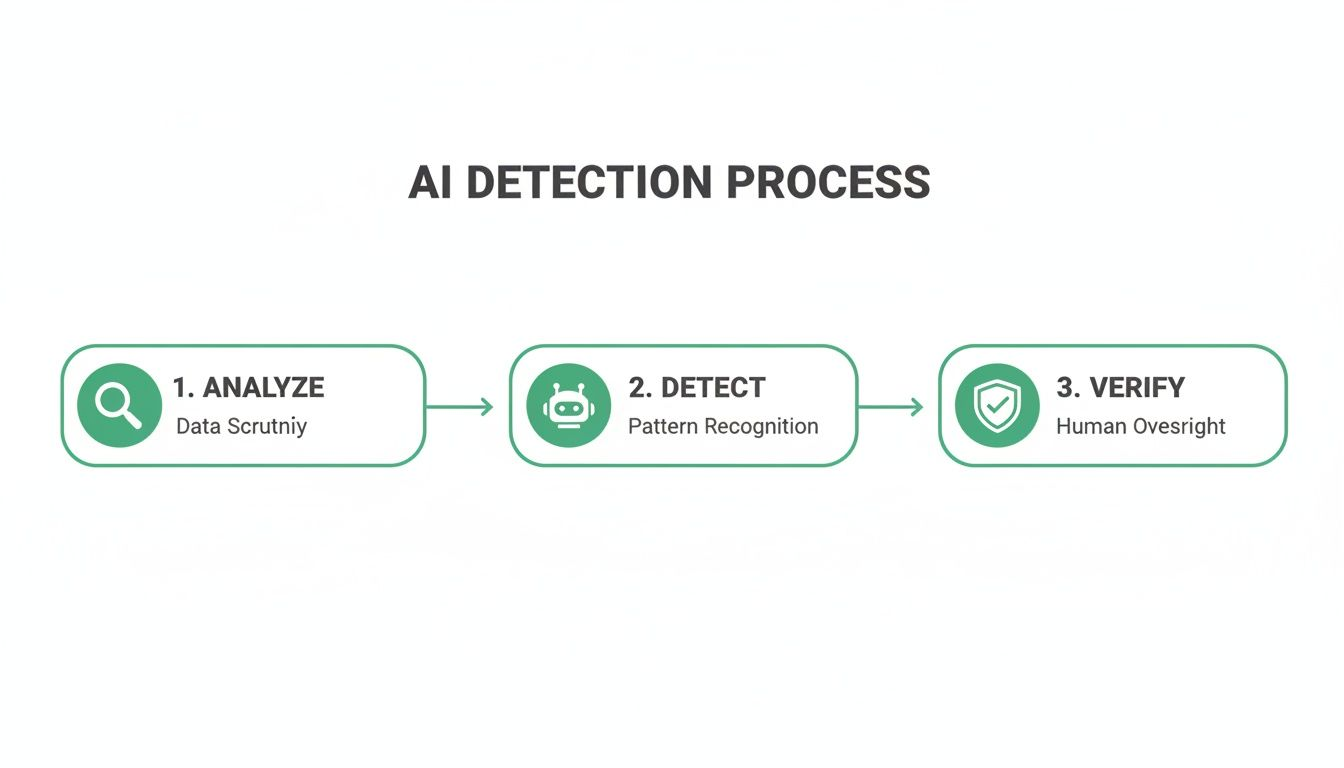 AI DETECTION PROCESS
1. ANALYZE
Data Scrutniy
2. DETECT
Pattern Recognition
3. VERIFY
Human Ovesright